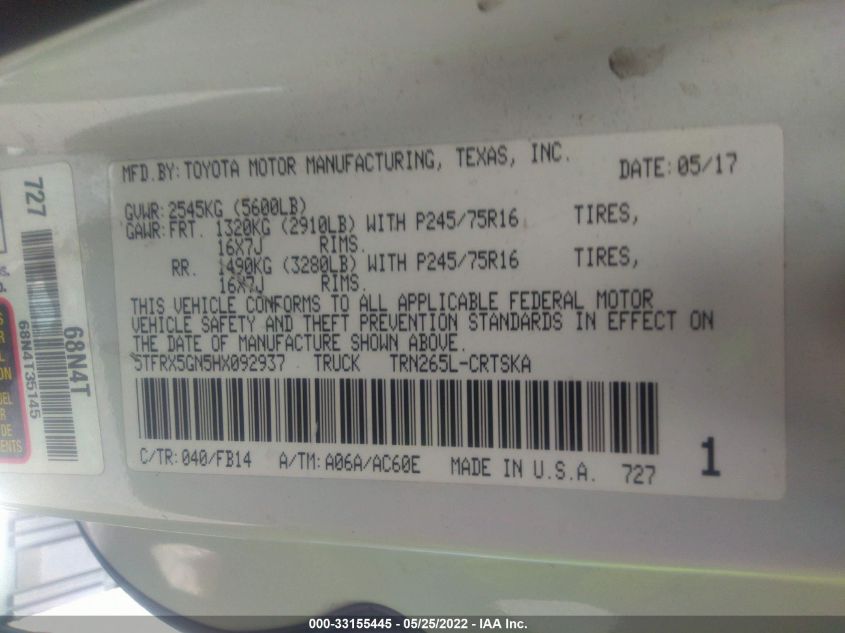 MFD.BY:TOYOTA MOTOR MANUFACTURING, TEXAS, INC. DATE:05/17
GVWR:2545KG (5600LB)
GAWR:FRT. 1320KG (2910LB) WITH P245/75R16 TIRES,
16X7J RIMS.
RR. 1490KG (3280LB) WITH P245/75R16 TIRES,
16X7J RIMS.
THIS VEHICLE CONFORMS TO ALL APPLICABLE FEDERAL MOTOR
VEHICLE SAFETY AND THEFT PREVENTION STANDARDS IN EFFECT ON
THE DATE OF MANUFACTURE SHOWN ABOVE.
5TFRX5GN5HX092937 TRUCK TRN265L-CRTSKA
C/TR:040/FB14 A/TM:A06A/AC60E MADE IN U.S.A. 727 1
727
68N4T
68N4T35145
000-33155445 - 05/25/2022 - IAA Inc.